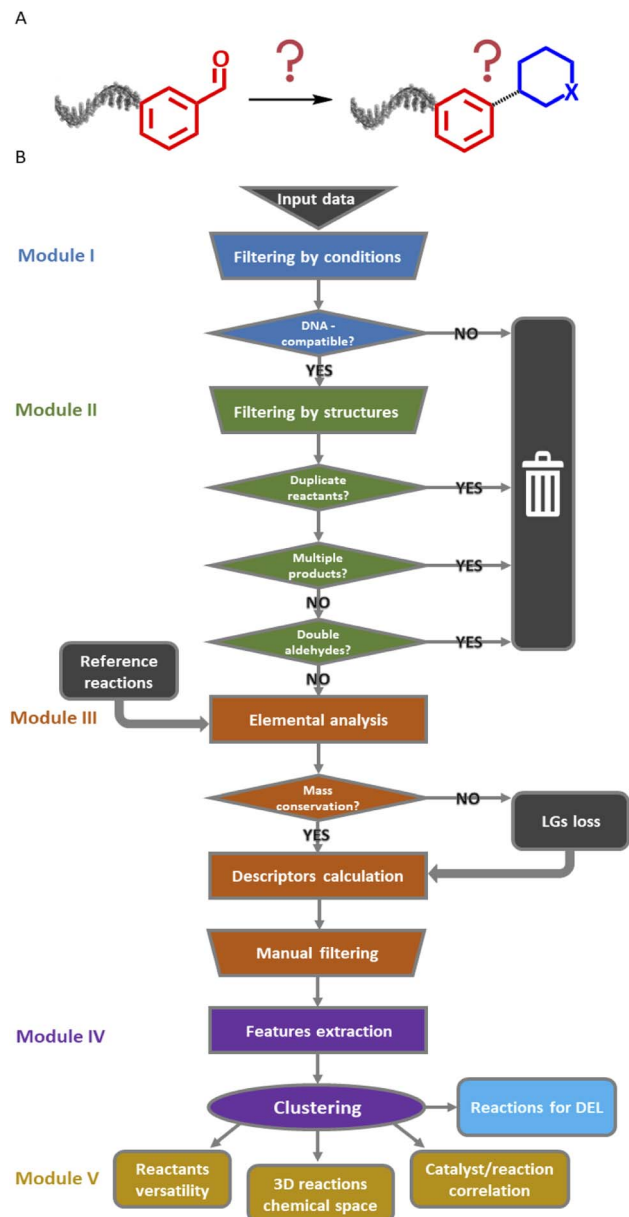 A
?
?
O
X
B
Input data
Module I
Filtering by conditions
DNA -
compatible?
NO
YES
Module II
Filtering by structures
Duplicate
reactants?
YES
Multiple
products?
YES
NO
Double
aldehydes?
YES
NO
Reference
reactions
Module III
Elemental analysis
Mass
conservation?
NO
YES
LGs loss
Descriptors calculation
Manual filtering
Module IV
Features extraction
Clustering
Reactions for DEL
Module V
Reactants
versatility
3D reactions
chemical space
Catalyst/reaction
correlation